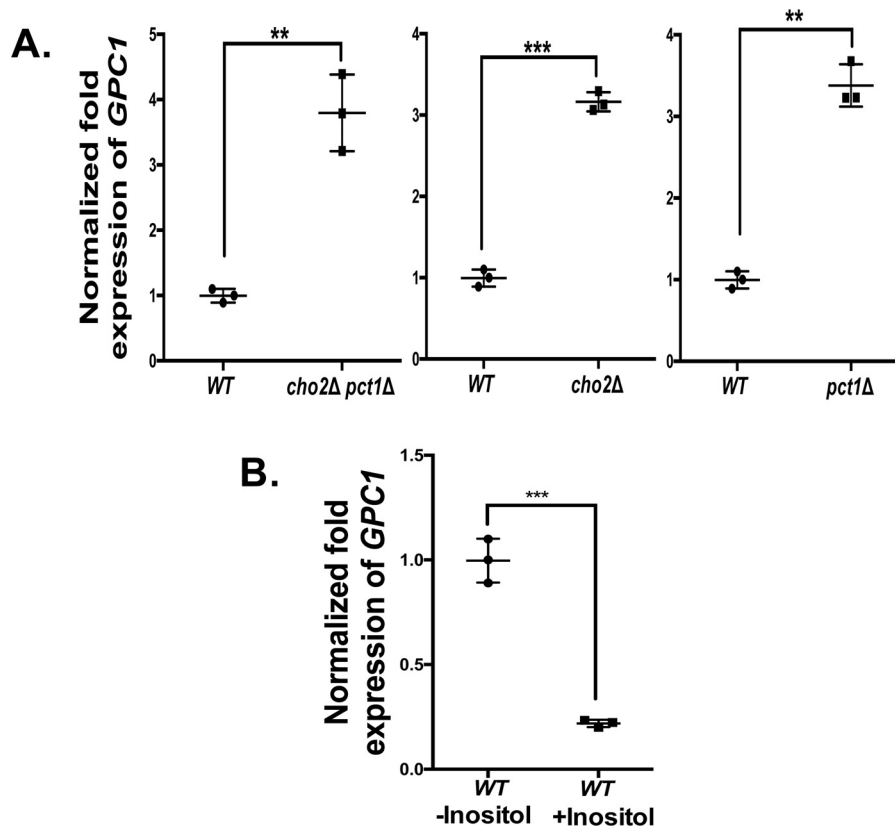 A.
Normalized fold
expression of GPC1
5
4
3
2
1
0
**
WT
cho2Δ pct1Δ
4
3
2
1
0
***
WT
cho2Δ
4
3
2
1
0
**
WT
pct1Δ
B.
Normalized fold
expression of GPC1
1.5
1.0
0.5
0.0
***
WT
-Inositol
WT
+Inositol